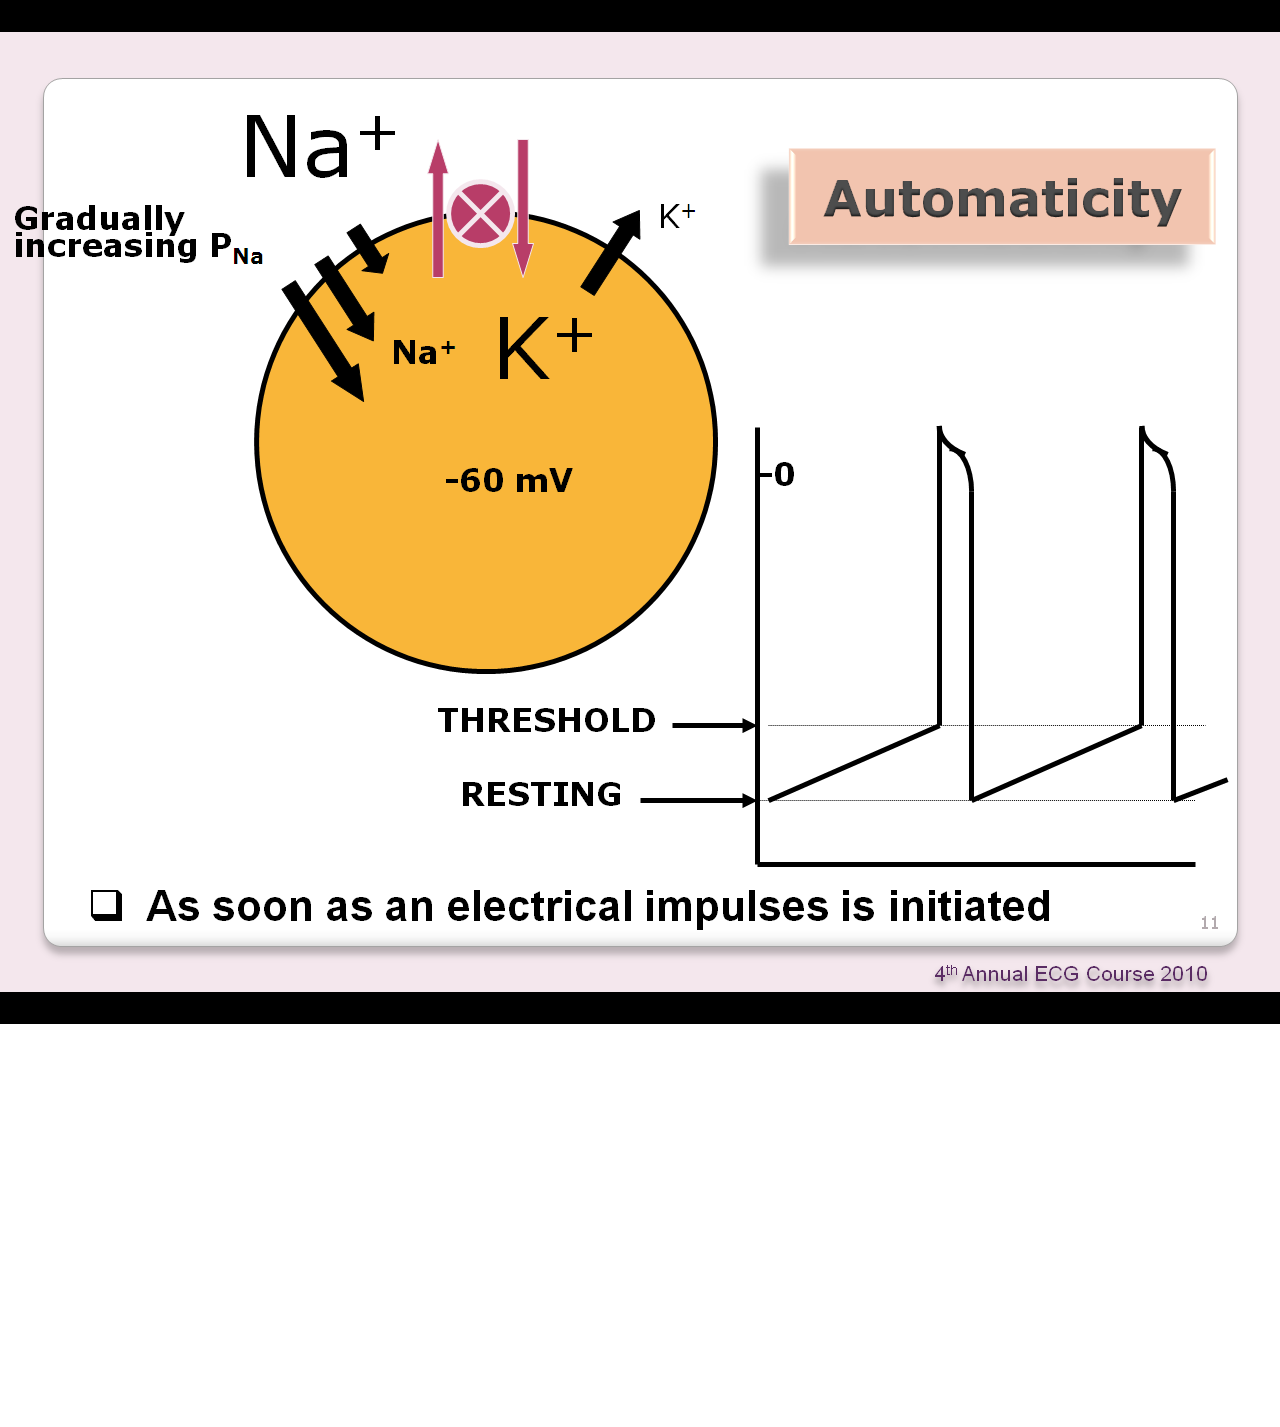 Automaticity
Na⁺
K⁺
Gradually
increasing P_Na
Na⁺ K⁺
-60 mV
-0
THRESHOLD
RESTING
❑ As soon as an electrical impulses is initiated
11
4th Annual ECG Course 2010